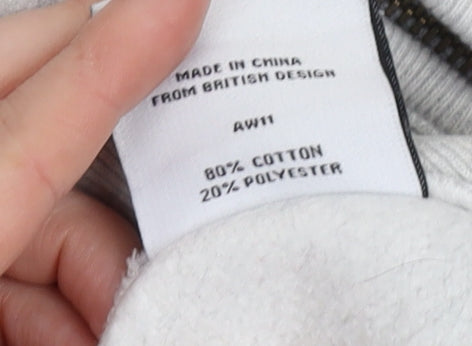 MADE IN CHINA
FROM BRITISH DESIGN
AW11
80% COTTON
20% POLYESTER